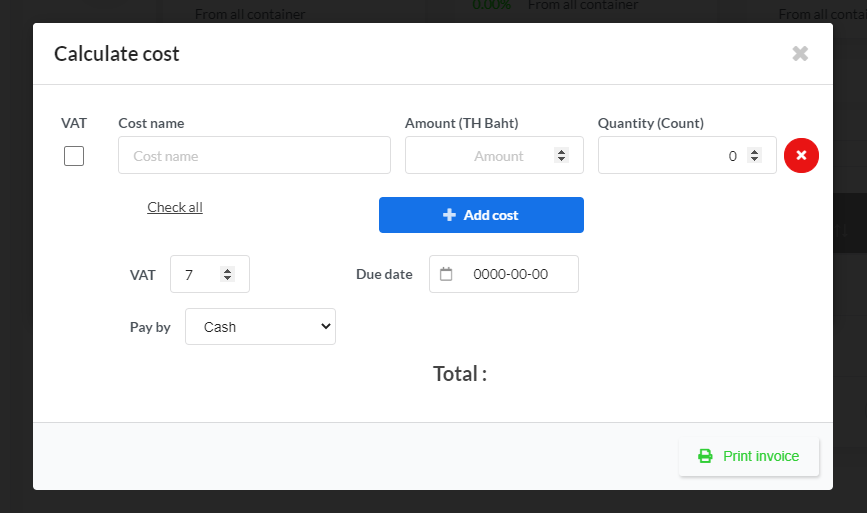 From all container
0.00% From all container
From all conta
Calculate cost
VAT Cost name Amount (TH Baht) Quantity (Count)
Cost name Amount 0
Check all
Add cost
VAT 7 Due date 0000-00-00
Pay by Cash
Total :
Print invoice